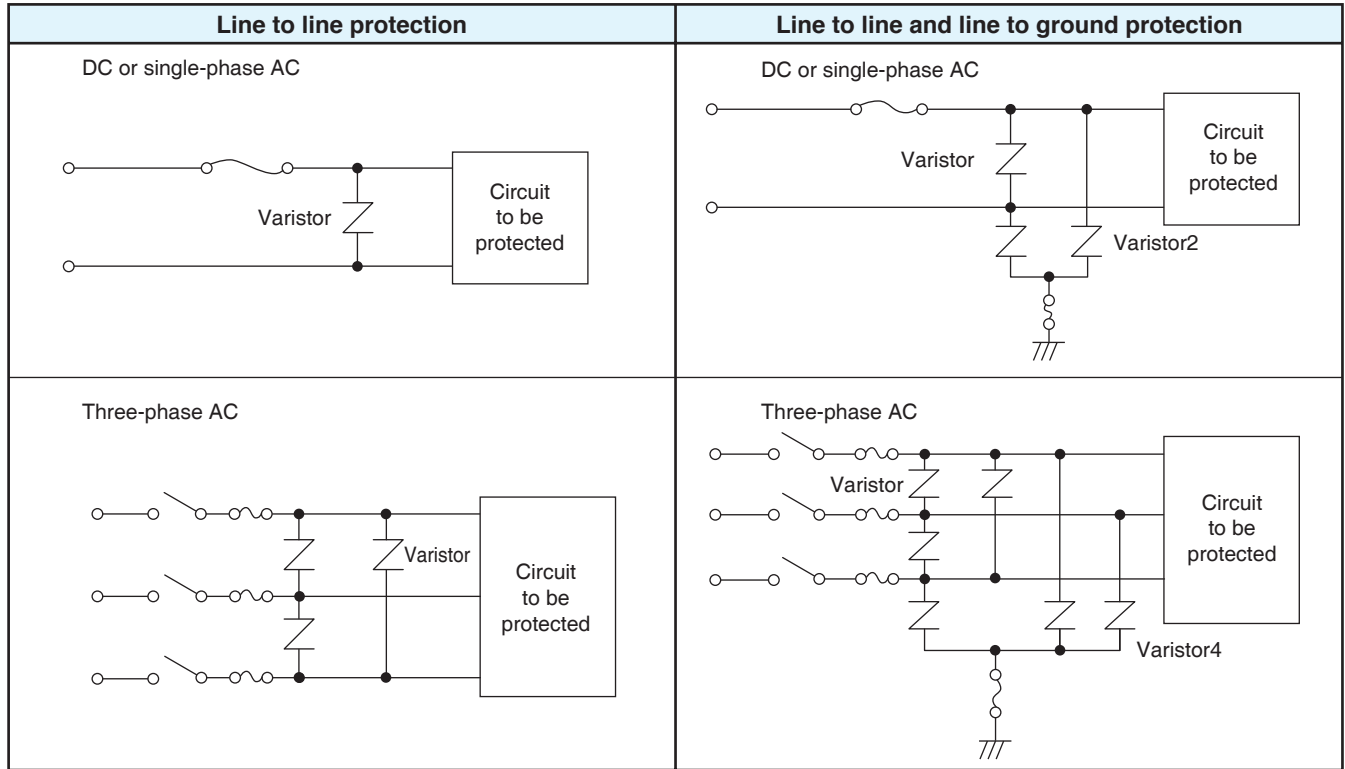 Line to line protection
Line to line and line to ground protection
DC or single-phase AC
Varistor
Circuit
to be
protected
DC or single-phase AC
Varistor
Circuit
to be
protected
Varistor2
Three-phase AC
Varistor
Circuit
to be
protected
Three-phase AC
Varistor
Circuit
to be
protected
Varistor4